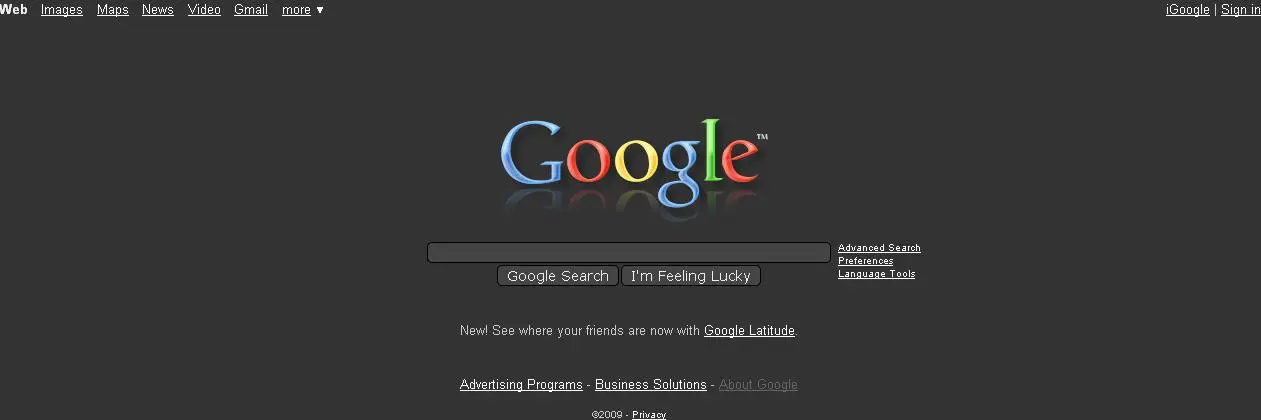 Web Images Maps News Video Gmail more ▼ iGoogle | Sign in
Google™
Advanced Search
Preferences
Language Tools
Google Search I'm Feeling Lucky
New! See where your friends are now with Google Latitude.
Advertising Programs - Business Solutions - About Google
©2009 - Privacy